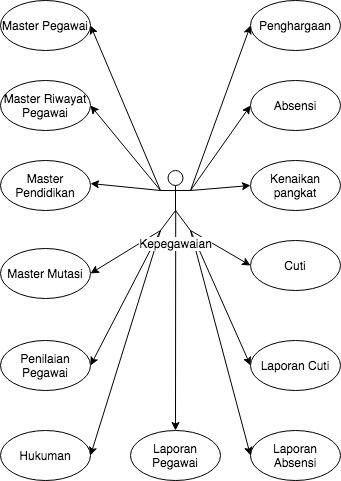 Master Pegawai
Penghargaan
Master Riwayat
Pegawai
Absensi
Master
Pendidikan
Kenaikan
pangkat
Kepegawaian
Master Mutasi
Cuti
Penilaian
Pegawai
Laporan Cuti
Hukuman
Laporan
Pegawai
Laporan
Absensi